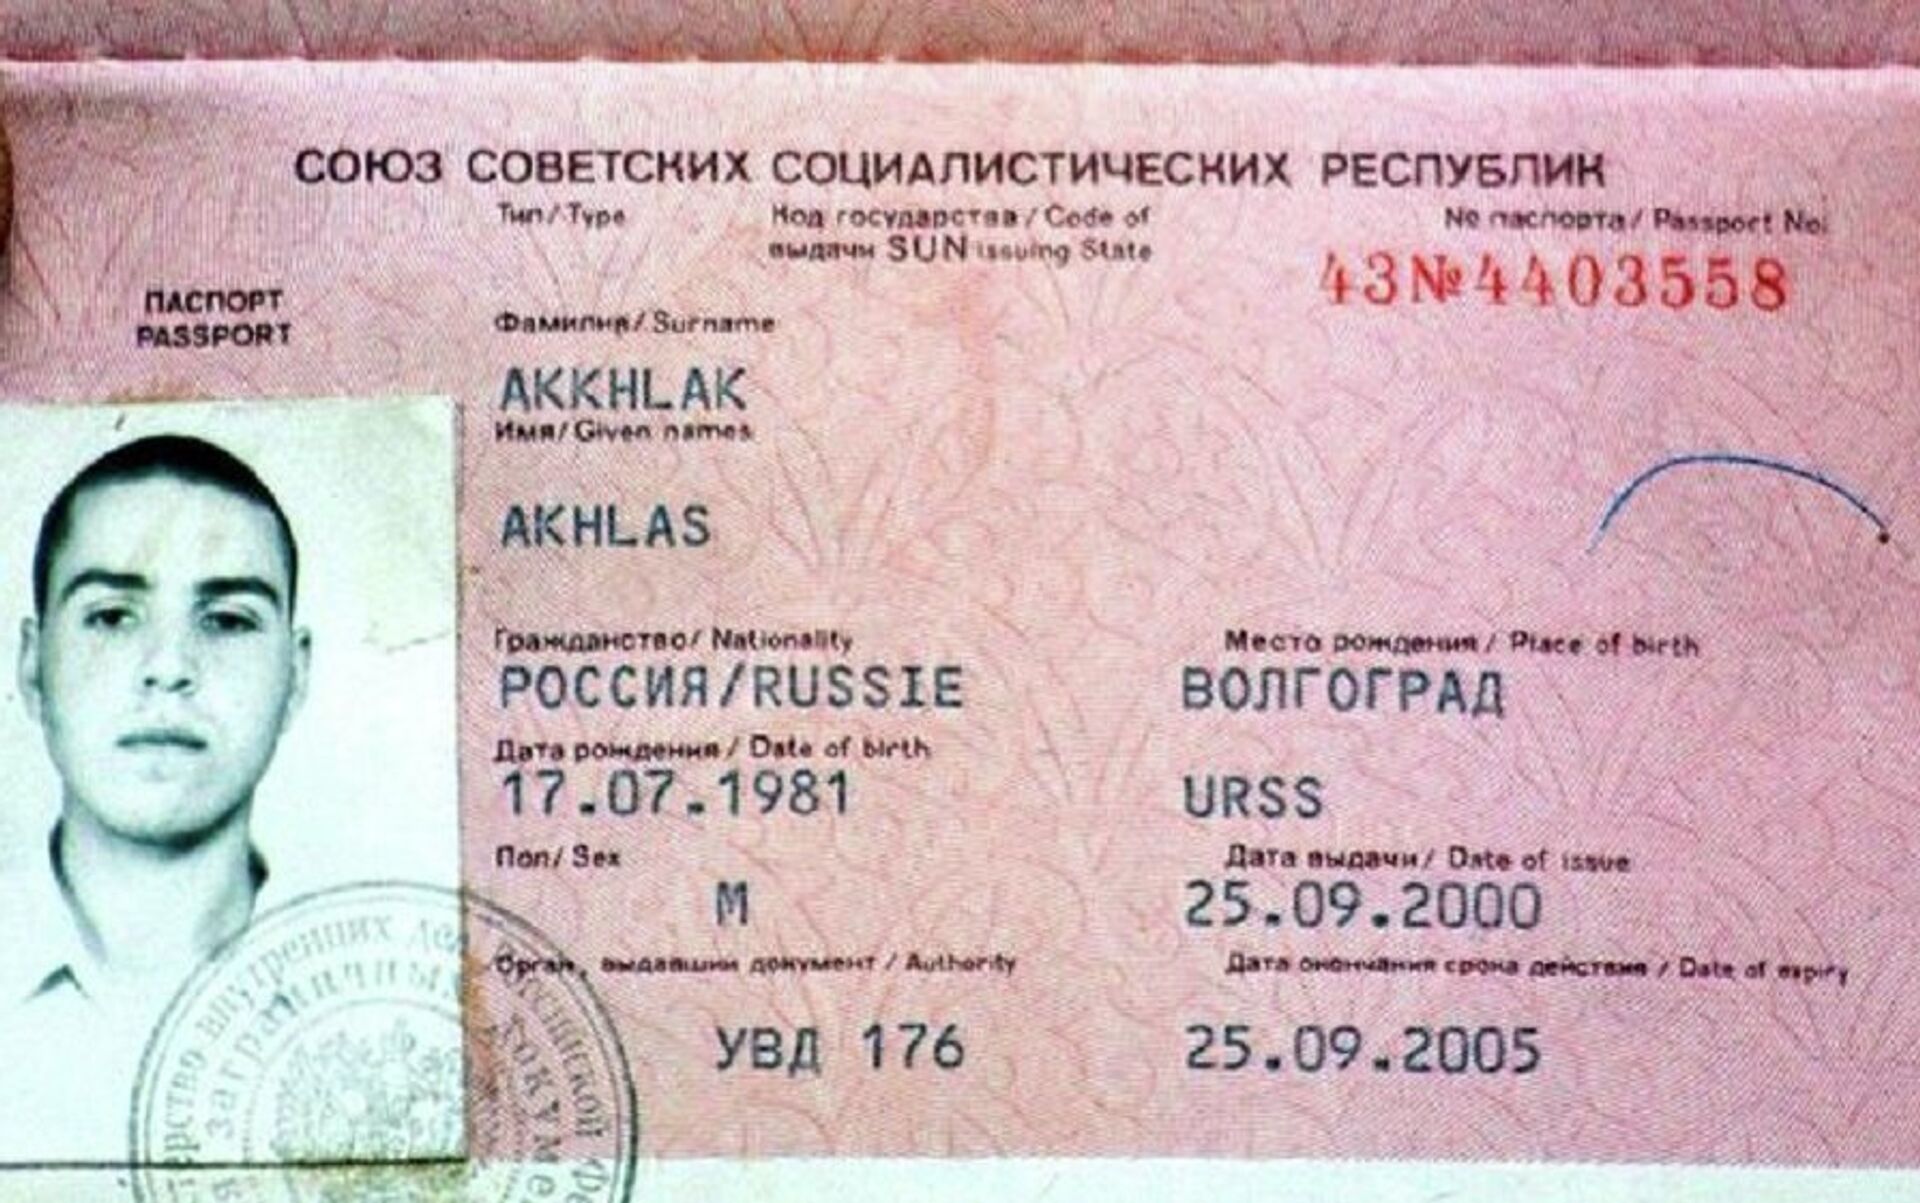 СОЮЗ СОВЕТСКИХ СОЦИАЛИСТИЧЕСКИХ РЕСПУБЛИК
Тип/Type
Код государства/Code of
выдачи SUN issuing State
№ паспорта/Passport No.
43№4403558
ПАСПОРТ
PASSPORT
Фамилия/Surname
AKKHLAK
Имя/Given names
AKHLAS
Гражданство/Nationality
РОССИЯ/RUSSIE
Место рождения/Place of birth
ВОЛГОГРАД
Дата рождения/Date of birth
17.07.1981
URSS
Пол/Sex
M
Дата выдачи/Date of issue
25.09.2000
Орган, выдавший документ/Authority
УВД 176
Дата окончания срока действия/Date of expiry
25.09.2005
внутренних дел Российской